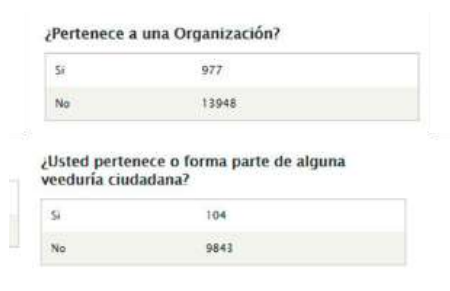 ¿Pertenece a una Organización?
Si 977
No 13948
¿Usted pertenece o forma parte de alguna
veeduría ciudadana?
Si 104
No 9843